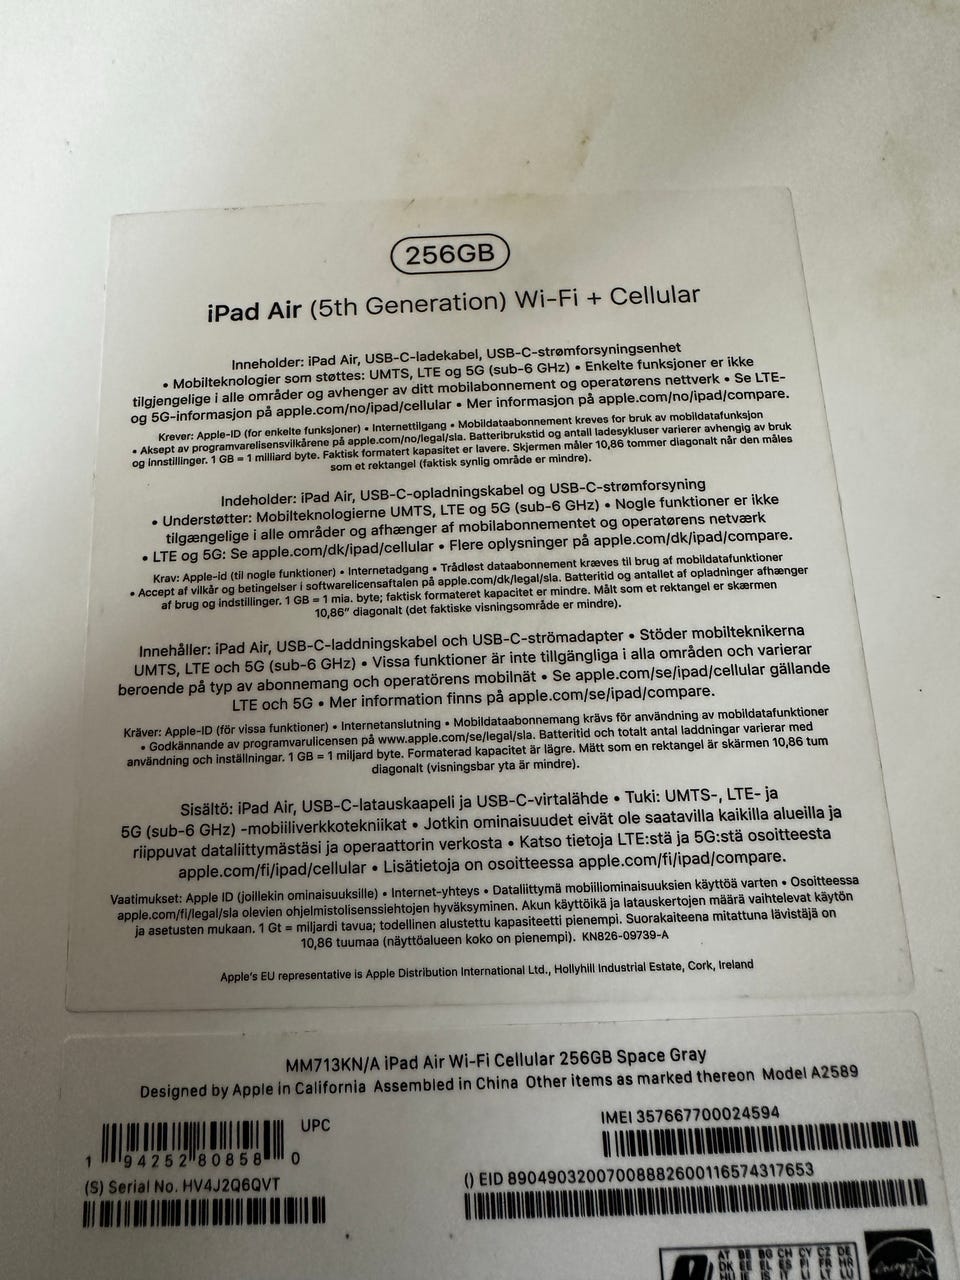 256GB
iPad Air (5th Generation) Wi-Fi + Cellular
Inneholder: iPad Air, USB-C-ladekabel, USB-C-strømforsyningsenhet
• Mobilteknologier som støttes: UMTS, LTE og 5G (sub-6 GHz) • Enkelte funksjoner er ikke
tilgjengelige i alle områder og avhenger av ditt mobilabonnement og operatørens nettverk • Se LTE-
og 5G-informasjon på apple.com/no/ipad/cellular • Mer informasjon på apple.com/no/ipad/compare.
Krever: Apple-ID (for enkelte funksjoner) • Internettilgang • Mobildataabonnement kreves for bruk av mobildatafunksjon
• Aksept av programvarelisensvilkårene på apple.com/no/legal/sla. Batteribrukstid og antall ladesykluser varierer avhengig av bruk
og innstillinger. 1 GB = 1 milliard byte. Faktisk formatert kapasitet er lavere. Skjermen måler 10,86 tommer diagonalt når den måles
som et rektangel (faktisk synlig område er mindre).
Indeholder: iPad Air, USB-C-opladningskabel og USB-C-strømforsyning
• Understøtter: Mobilteknologierne UMTS, LTE og 5G (sub-6 GHz) • Nogle funktioner er ikke
tilgængelige i alle områder og afhænger af mobilabonnementet og operatørens netværk
• LTE og 5G: Se apple.com/dk/ipad/cellular • Flere oplysninger på apple.com/dk/ipad/compare.
Krav: Apple-id (til nogle funktioner) • Internetadgang • Trådløst dataabonnement kræves til brug af mobildatafunktioner
• Accept af vilkår og betingelser i softwarelicensaftalen på apple.com/dk/legal/sla. Batteritid og antallet af opladninger afhænger
af brug og indstillinger. 1 GB = 1 mia. byte; faktisk formateret kapacitet er mindre. Målt som et rektangel er skærmen
10,86" diagonalt (det faktiske visningsområde er mindre).
Innehåller: iPad Air, USB-C-laddningskabel och USB-C-strömadapter • Stöder mobilteknikerna
UMTS, LTE och 5G (sub-6 GHz) • Vissa funktioner är inte tillgängliga i alla områden och varierar
beroende på typ av abonnemang och operatörens mobilnät • Se apple.com/se/ipad/cellular gällande
LTE och 5G • Mer information finns på apple.com/se/ipad/compare.
Kräver: Apple-ID (för vissa funktioner) • Internetanslutning • Mobildataabonnemang krävs för användning av mobildatafunktioner
• Godkännande av programvarulicensen på www.apple.com/se/legal/sla. Batteritid och totalt antal laddningar varierar med
användning och inställningar. 1 GB = 1 miljard byte. Formaterad kapacitet är lägre. Mätt som en rektangel är skärmen 10,86 tum
diagonalt (visningsbar yta är mindre).
Sisältö: iPad Air, USB-C-latauskaapeli ja USB-C-virtalähde • Tuki: UMTS-, LTE- ja
5G (sub-6 GHz) -mobiiliverkkotekniikat • Jotkin ominaisuudet eivät ole saatavilla kaikilla alueilla ja
riippuvat dataliittymästäsi ja operaattorin verkosta • Katso tietoja LTE:stä ja 5G:stä osoitteesta
apple.com/fi/ipad/cellular • Lisätietoja on osoitteessa apple.com/fi/ipad/compare.
Vaatimukset: Apple ID (joillekin ominaisuuksille) • Internet-yhteys • Dataliittymä mobiiliominaisuuksien käyttöä varten • Osoitteessa
apple.com/fi/legal/sla olevien ohjelmistolisenssiehtojen hyväksyminen. Akun käyttöikä ja latauskertojen määrä vaihtelevat käytön
ja asetusten mukaan. 1 Gt = miljardi tavua; todellinen alustettu kapasiteetti pienempi. Suorakaiteena mitattuna lävistäjä on
10,86 tuumaa (näyttöalueen koko on pienempi). KN826-09739-A
Apple's EU representative is Apple Distribution International Ltd., Hollyhill Industrial Estate, Cork, Ireland
MM713KN/A iPad Air Wi-Fi Cellular 256GB Space Gray
Designed by Apple in California Assembled in China Other items as marked thereon Model A2589
UPC
1 94252 80858 0
IMEI 357667700024594
(S) Serial No. HV4J2Q6QVT
() EID 89049032007008882600116574317653
AT BE BG CH CY CZ DE
DK EE EL ES FI FR HR
HU IE IS IT LI LT LU
energy